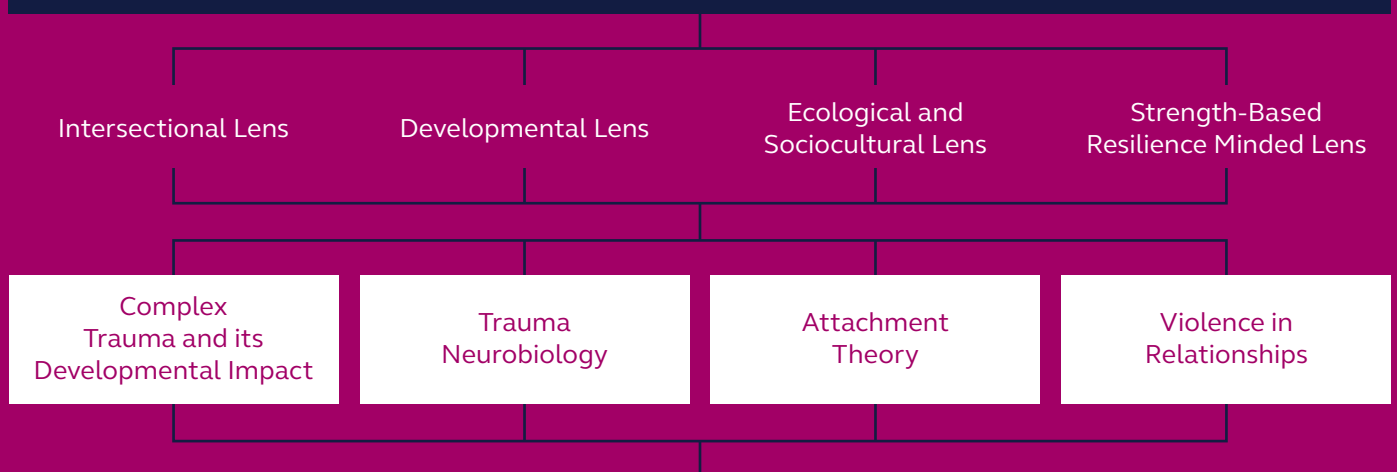 Intersectional Lens
Developmental Lens
Ecological and
Sociocultural Lens
Strength-Based
Resilience Minded Lens
Complex
Trauma and its
Developmental Impact
Trauma
Neurobiology
Attachment
Theory
Violence in
Relationships